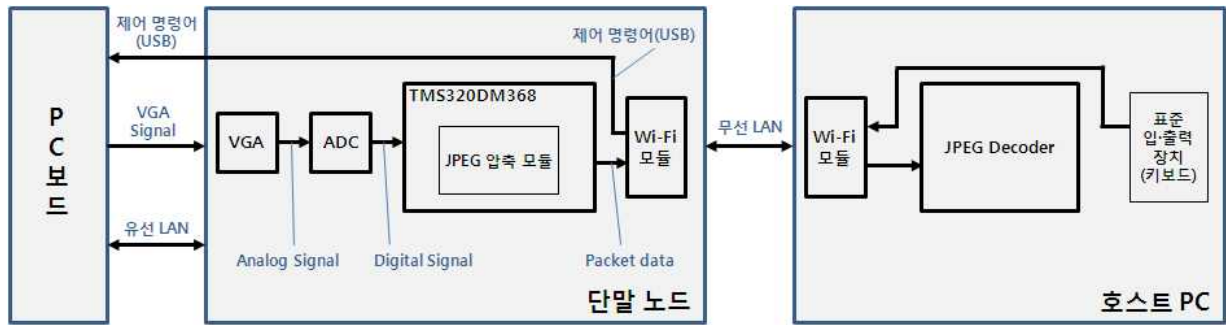 P
C
보
드
제어 명령어
(USB)
VGA
Signal
유선 LAN
VGA
ADC
TMS320DM368
JPEG 압축 모듈
Wi-Fi
모듈
제어 명령어(USB)
Analog Signal
Digital Signal
Packet data
단말 노드
무선 LAN
Wi-Fi
모듈
JPEG Decoder
표준
입·출력
장치
(키보드)
호스트 PC